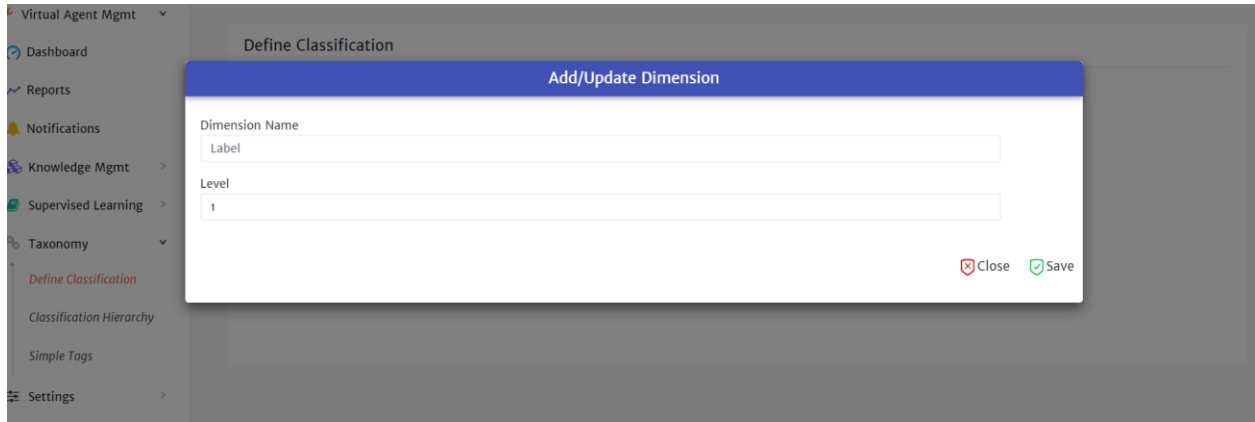 Virtual Agent Mgmt
Dashboard
Reports
Notifications
Knowledge Mgmt
Supervised Learning
Taxonomy
Define Classification
Classification Hierarchy
Simple Tags
Settings
Define Classification
Add/Update Dimension
Dimension Name
Label
Level
1
Close Save